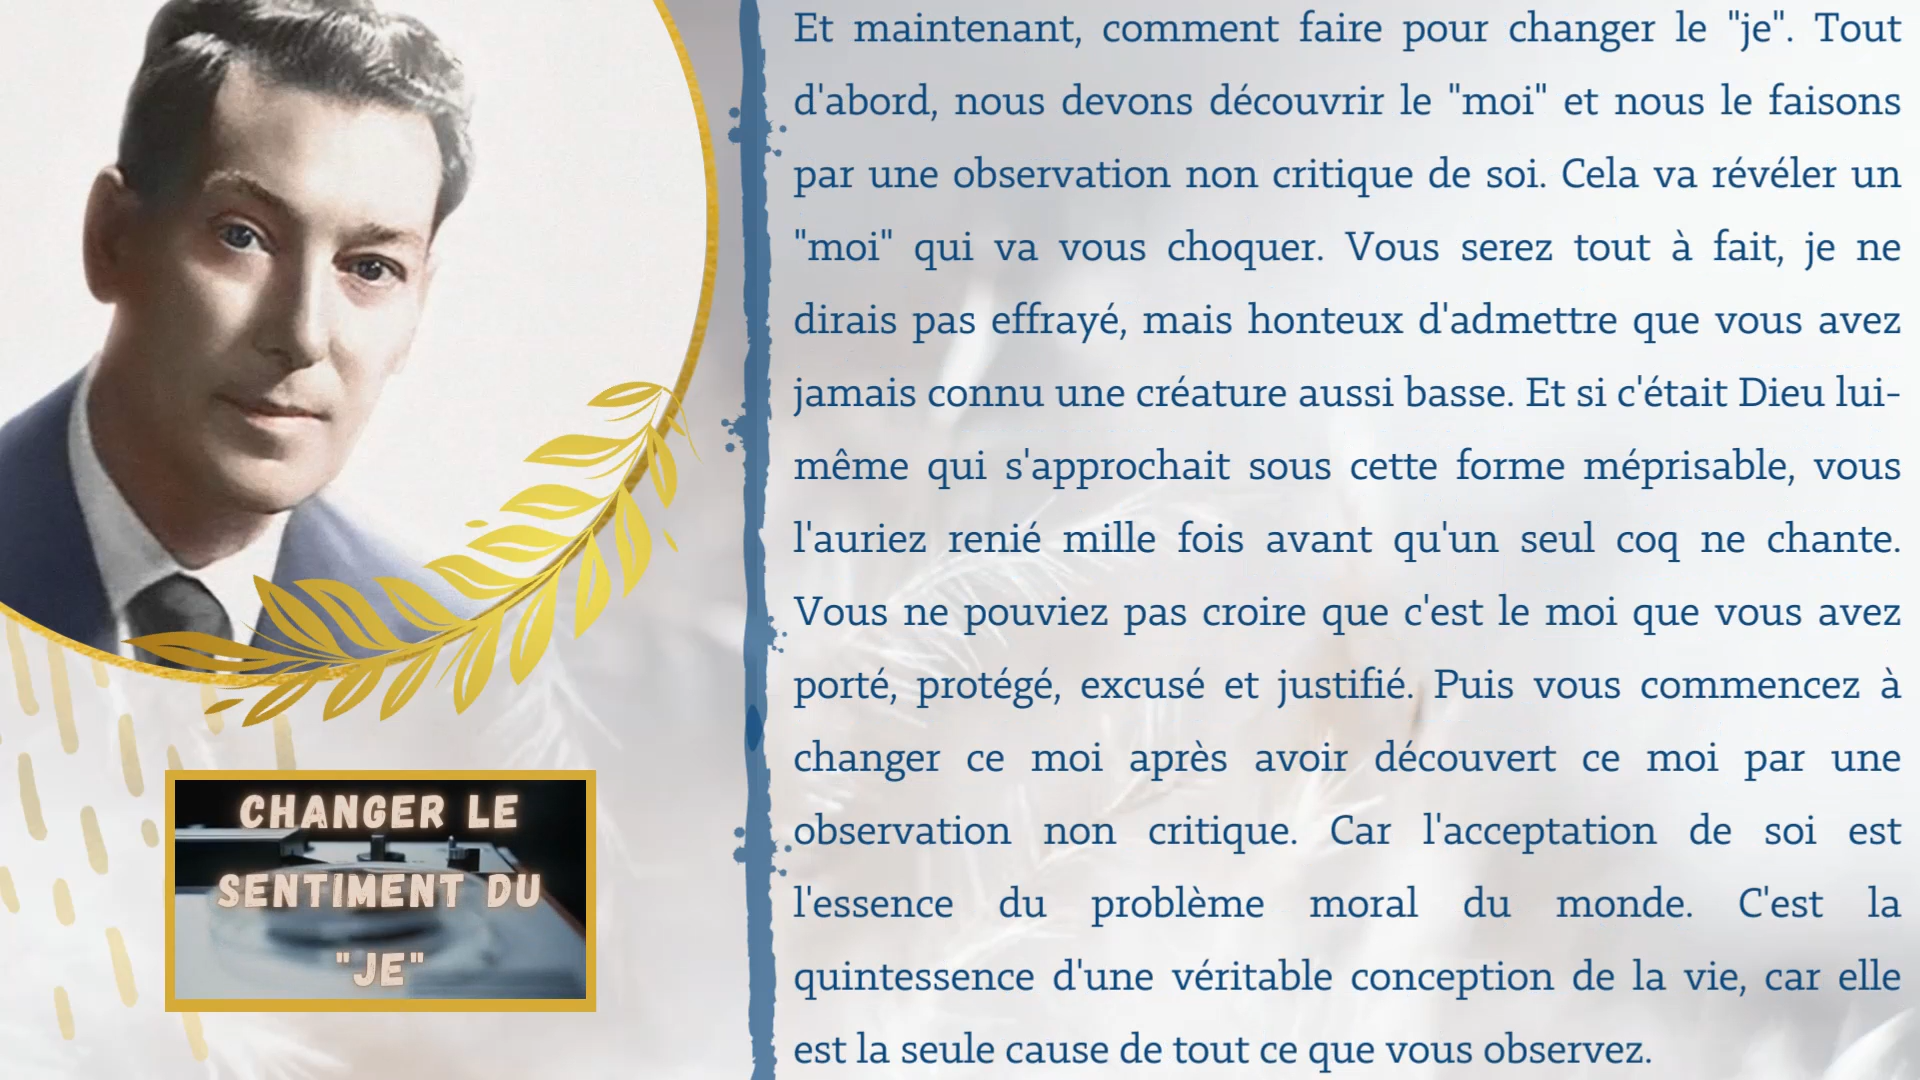 Et maintenant, comment faire pour changer le "je". Tout
d'abord, nous devons découvrir le "moi" et nous le faisons
par une observation non critique de soi. Cela va révéler un
"moi" qui va vous choquer. Vous serez tout à fait, je ne
dirais pas effrayé, mais honteux d'admettre que vous avez
jamais connu une créature aussi basse. Et si c'était Dieu lui-
même qui s'approchait sous cette forme méprisable, vous
l'auriez renié mille fois avant qu'un seul coq ne chante.
Vous ne pouviez pas croire que c'est le moi que vous avez
porté, protégé, excusé et justifié. Puis vous commencez à
changer ce moi après avoir découvert ce moi par une
observation non critique. Car l'acceptation de soi est
l'essence du problème moral du monde. C'est la
quintessence d'une véritable conception de la vie, car elle
est la seule cause de tout ce que vous observez.
CHANGER LE
SENTIMENT DU
"JE"